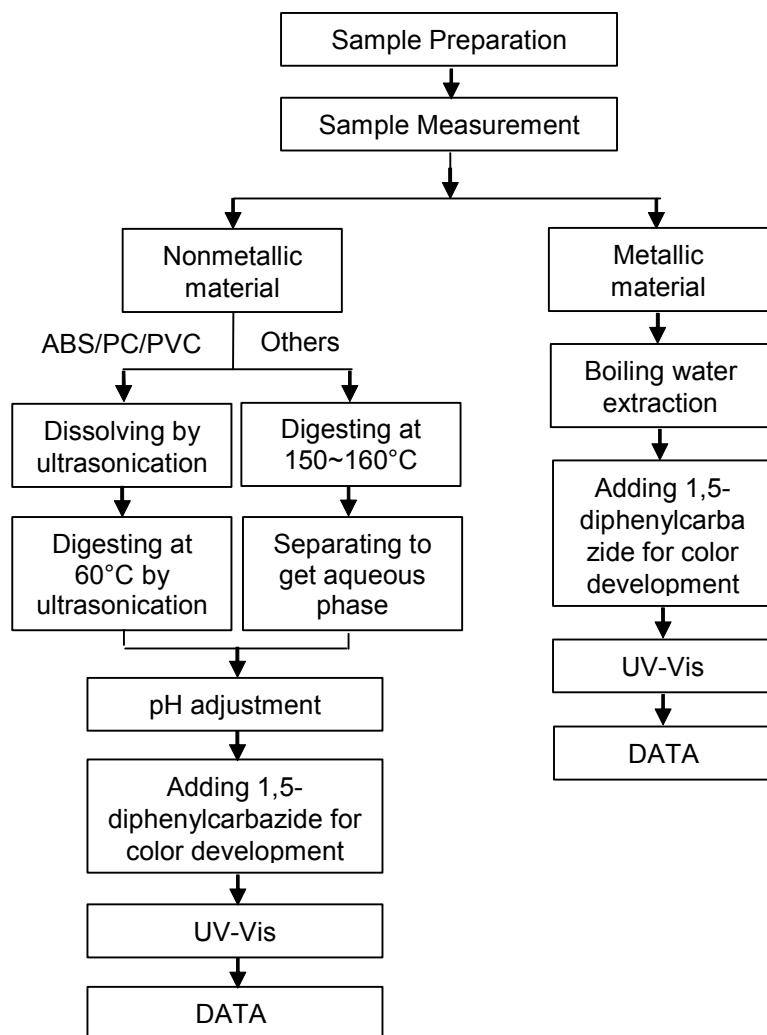 Sample Preparation
Sample Measurement
Nonmetallic
material
ABS/PC/PVC
Others
Dissolving by
ultrasonication
Digesting at
150~160°C
Digesting at
60°C by
ultrasonication
Separating to
get aqueous
phase
pH adjustment
Adding 1,5-
diphenylcarbazide for
color development
UV-Vis
DATA
Metallic
material
Boiling water
extraction
Adding 1,5-
diphenylcarba
zide for color
development
UV-Vis
DATA